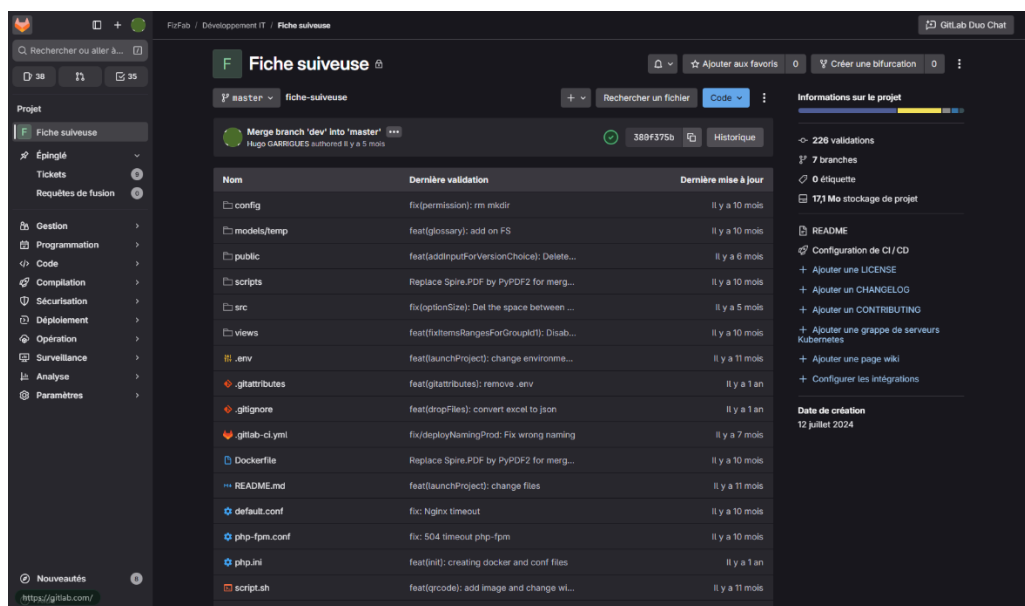 FizFab / Développement IT / Fiche suiveuse
GitLab Duo Chat
Rechercher ou aller à... /
38
35
Projet
F Fiche suiveuse
Épinglé
Tickets
Requêtes de fusion
Gestion
Programmation
Code
Compilation
Sécurisation
Déploiement
Opération
Surveillance
Analyse
Paramètres
Nouveautés
https://gitlab.com/
F Fiche suiveuse
Ajouter aux favoris 0
Créer une bifurcation 0
master fiche-suiveuse
Rechercher un fichier
Code
Merge branch 'dev' into 'master'
Hugo GARRIGUES authored Il y a 5 mois
380f375b
Historique
Nom Dernière validation Dernière mise à jour
config fix(permission): rm mkdir Il y a 10 mois
models/temp feat(glossary): add on FS Il y a 10 mois
public feat(addInputForVersionChoice): Delete... Il y a 6 mois
scripts Replace Spire.PDF by PyPDF2 for merg... Il y a 10 mois
src fix(optionSize): Del the space between ... Il y a 5 mois
views feat(fixItemsRangesForGroupId1): Disab... Il y a 10 mois
.env feat(launchProject): change environme... Il y a 11 mois
.gitattributes feat(gitattributes): remove .env Il y a 1 an
.gitignore feat(dropFiles): convert excel to json Il y a 1 an
.gitlab-ci.yml fix/deployNamingProd: Fix wrong naming Il y a 7 mois
Dockerfile Replace Spire.PDF by PyPDF2 for merg... Il y a 10 mois
README.md feat(launchProject): change files Il y a 11 mois
default.conf fix: Nginx timeout Il y a 10 mois
php-fpm.conf fix: 504 timeout php-fpm Il y a 10 mois
php.ini feat(init): creating docker and conf files Il y a 1 an
script.sh feat(qrcode): add image and change wi... Il y a 11 mois
Informations sur le projet
226 validations
7 branches
0 étiquette
17,1 Mo stockage de projet
README
Configuration de CI/CD
+ Ajouter une LICENSE
+ Ajouter un CHANGELOG
+ Ajouter un CONTRIBUTING
+ Ajouter une grappe de serveurs
Kubernetes
+ Ajouter une page wiki
+ Configurer les intégrations
Date de création
12 juillet 2024